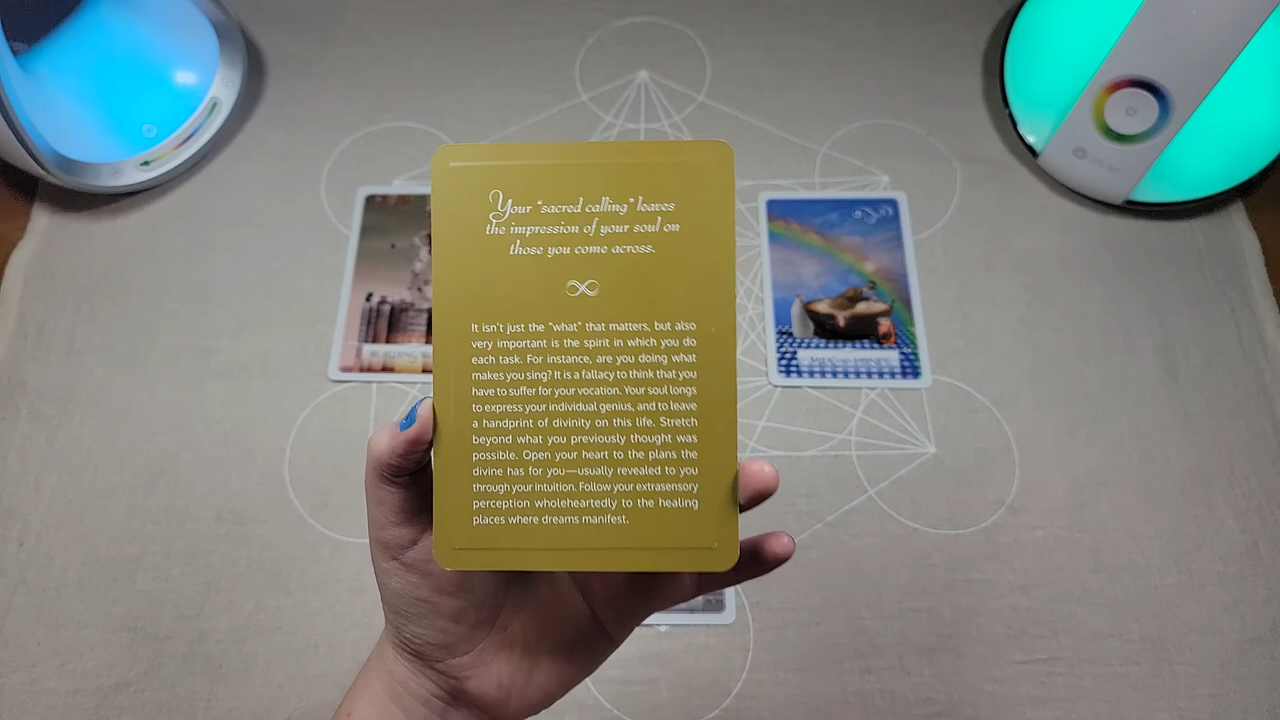 Your "sacred calling" leaves
the impression of your soul on
those you come across.
It isn't just the "what" that matters, but also
very important is the spirit in which you do
each task. For instance, are you doing what
makes you sing? It is a fallacy to think that you
have to suffer for your vocation. Your soul longs
to express your individual genius, and to leave
a handprint of divinity on this life. Stretch
beyond what you previously thought was
possible. Open your heart to the plans the
divine has for you—usually revealed to you
through your intuition. Follow your extrasensory
perception wholeheartedly to the healing
places where dreams manifest.
MILK AND HONEY